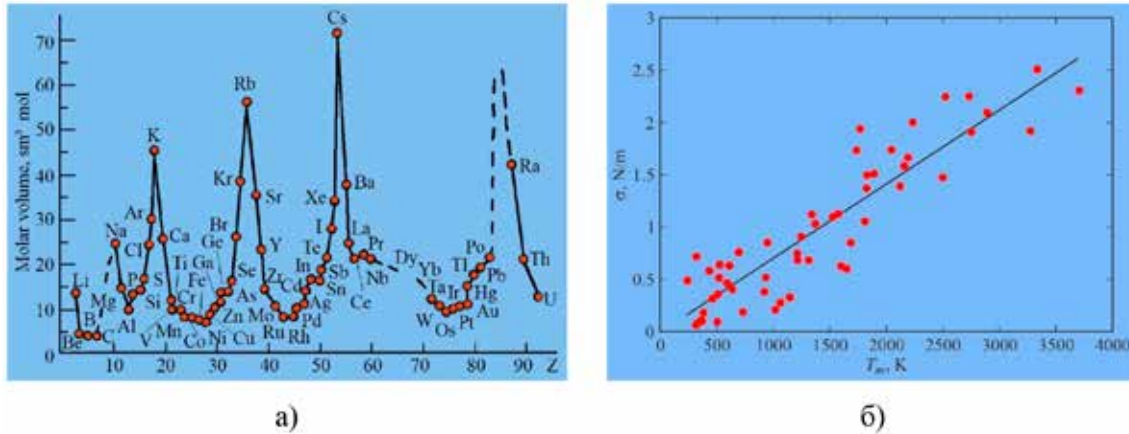 Molar volume, sm³ mol
70
60
50
40
30
20
10
0
10
20
30
40
50
60
70
80
90
Z
Li
Be
B
C
Na
Mg
Al
Si
P
S
Cl
Ar
K
Ca
Ti
V
Cr
Mn
Fe
Co
Ni
Cu
Zn
Ga
Ge
As
Se
Br
Kr
Rb
Sr
Y
Zr
Mo
Ru
Rh
Pd
Ag
Cd
In
Sn
Sb
Te
I
Xe
Cs
Ba
La
Ce
Pr
Nb
Dy
Yb
Ta
W
Os
Ir
Pt
Au
Hg
Tl
Pb
Po
Ra
Th
U
а)
σ, N/m
3
2.5
2
1.5
1
0.5
0
0
500
1000
1500
2000
2500
3000
3500
4000
Tm, K
б)